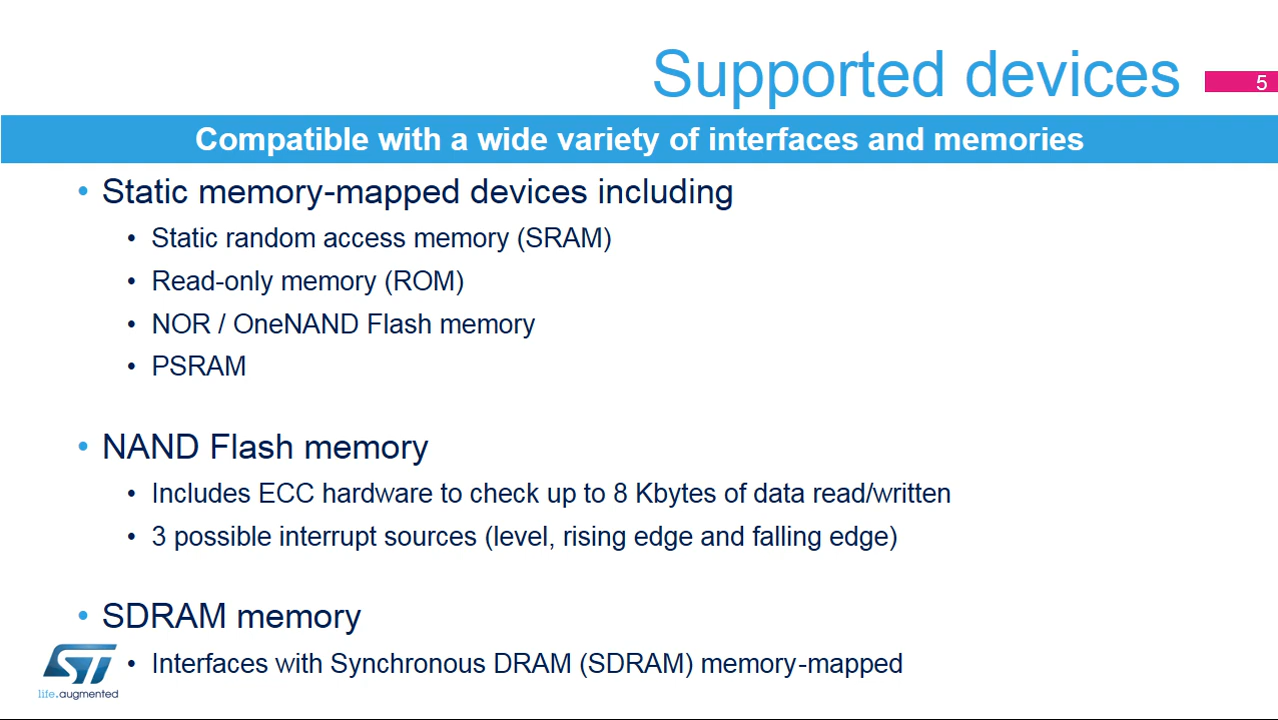 Supported devices
5
Compatible with a wide variety of interfaces and memories
• Static memory-mapped devices including
• Static random access memory (SRAM)
• Read-only memory (ROM)
• NOR / OneNAND Flash memory
• PSRAM
• NAND Flash memory
• Includes ECC hardware to check up to 8 Kbytes of data read/written
• 3 possible interrupt sources (level, rising edge and falling edge)
• SDRAM memory
• Interfaces with Synchronous DRAM (SDRAM) memory-mapped
ST
life.augmented